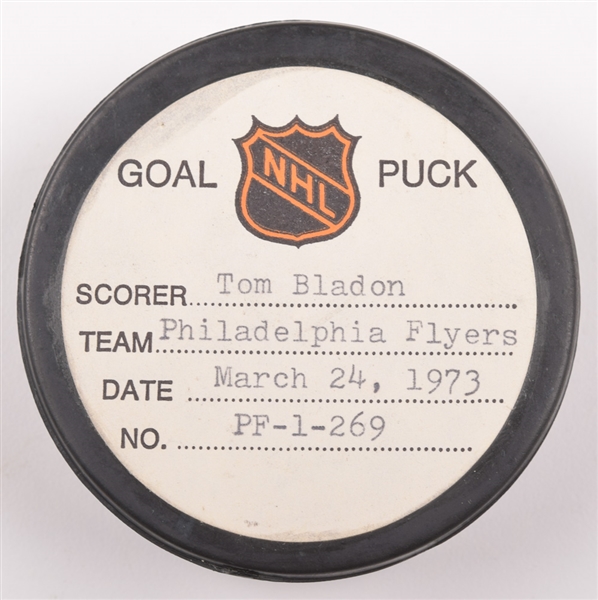 GOAL NHL PUCK
SCORER Tom Bladon
TEAM Philadelphia Flyers
DATE March 24, 1973
NO. PF-1-269